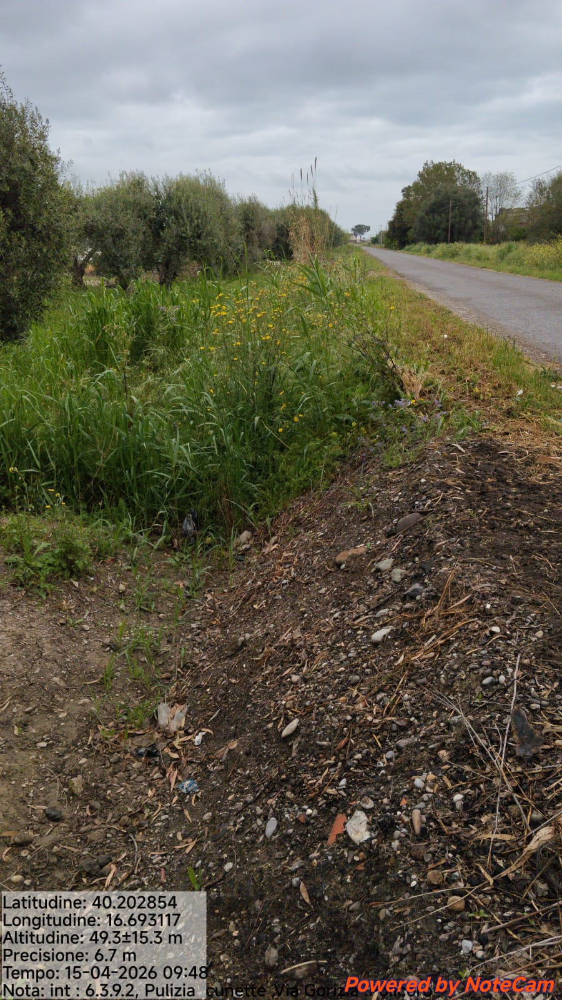 Latitudine: 40.202854
Longitudine: 16.693117
Altitudine: 49.3±15.3 m
Precisione: 6.7 m
Tempo: 15-04-2026 09:48
Nota: int : 6.3.9.2, Pulizia cunette ,Via Gorizia
Powered by NoteCam